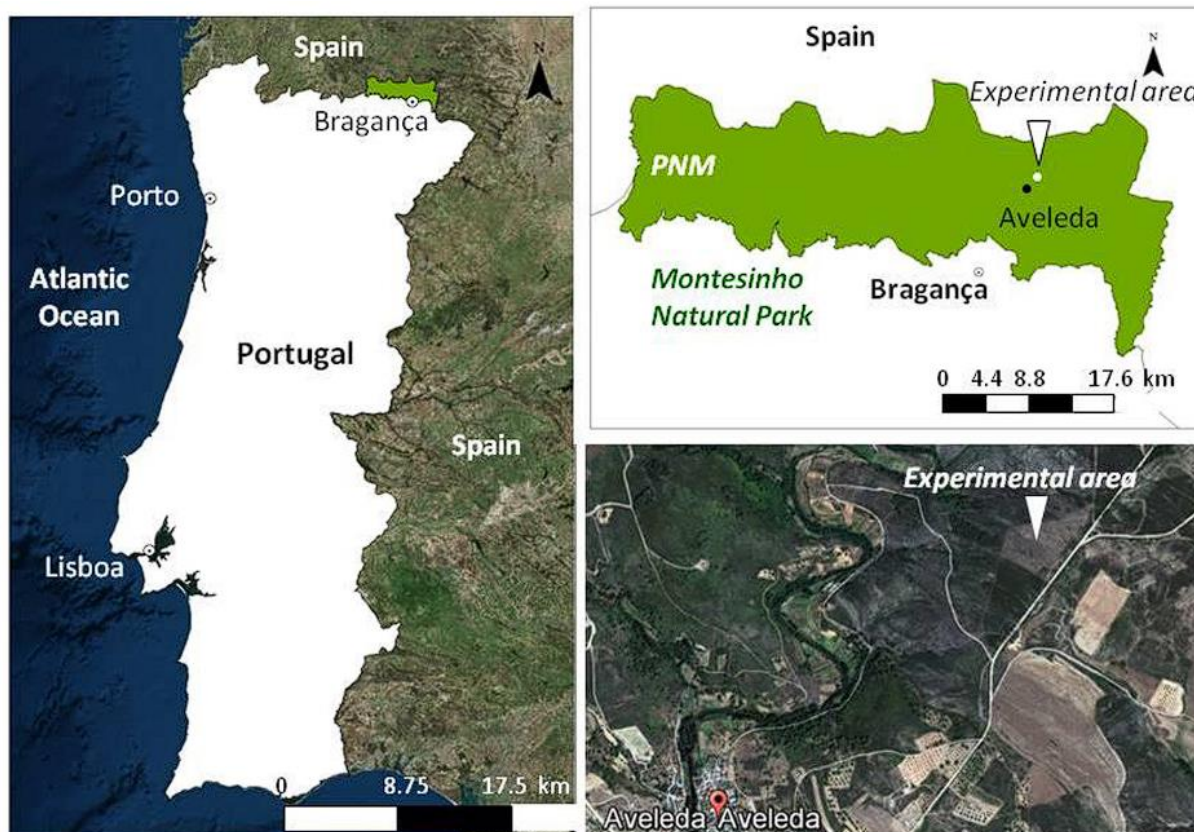 Spain
N
Bragança
Porto
Atlantic
Ocean
Portugal
Spain
Lisboa
0 8.75 17.5 km
Spain
N
Experimental area
PNM
Aveleda
Montesinho
Natural Park
Bragança
0 4.4 8.8 17.6 km
Experimental area
Aveleda Aveleda